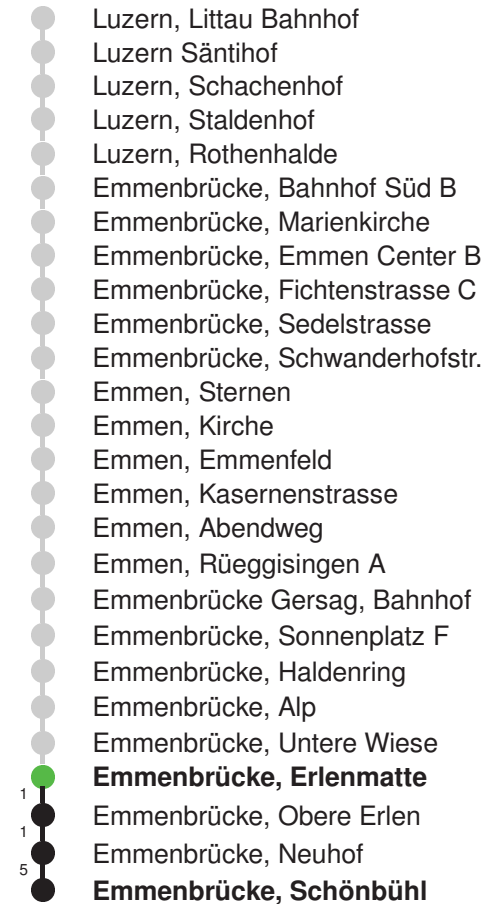 Luzern, Littau Bahnhof
Luzern Säntihof
Luzern, Schachenhof
Luzern, Staldenhof
Luzern, Rothenhalde
Emmenbrücke, Bahnhof Süd B
Emmenbrücke, Marienkirche
Emmenbrücke, Emmen Center B
Emmenbrücke, Fichtenstrasse C
Emmenbrücke, Sedelstrasse
Emmenbrücke, Schwanderhofstr.
Emmen, Sternen
Emmen, Kirche
Emmen, Emmenfeld
Emmen, Kasernenstrasse
Emmen, Abendweg
Emmen, Rüeggisingen A
Emmenbrücke Gersag, Bahnhof
Emmenbrücke, Sonnenplatz F
Emmenbrücke, Haldenring
Emmenbrücke, Alp
Emmenbrücke, Untere Wiese
Emmenbrücke, Erlenmatte
1
Emmenbrücke, Obere Erlen
1
Emmenbrücke, Neuhof
5
Emmenbrücke, Schönbühl